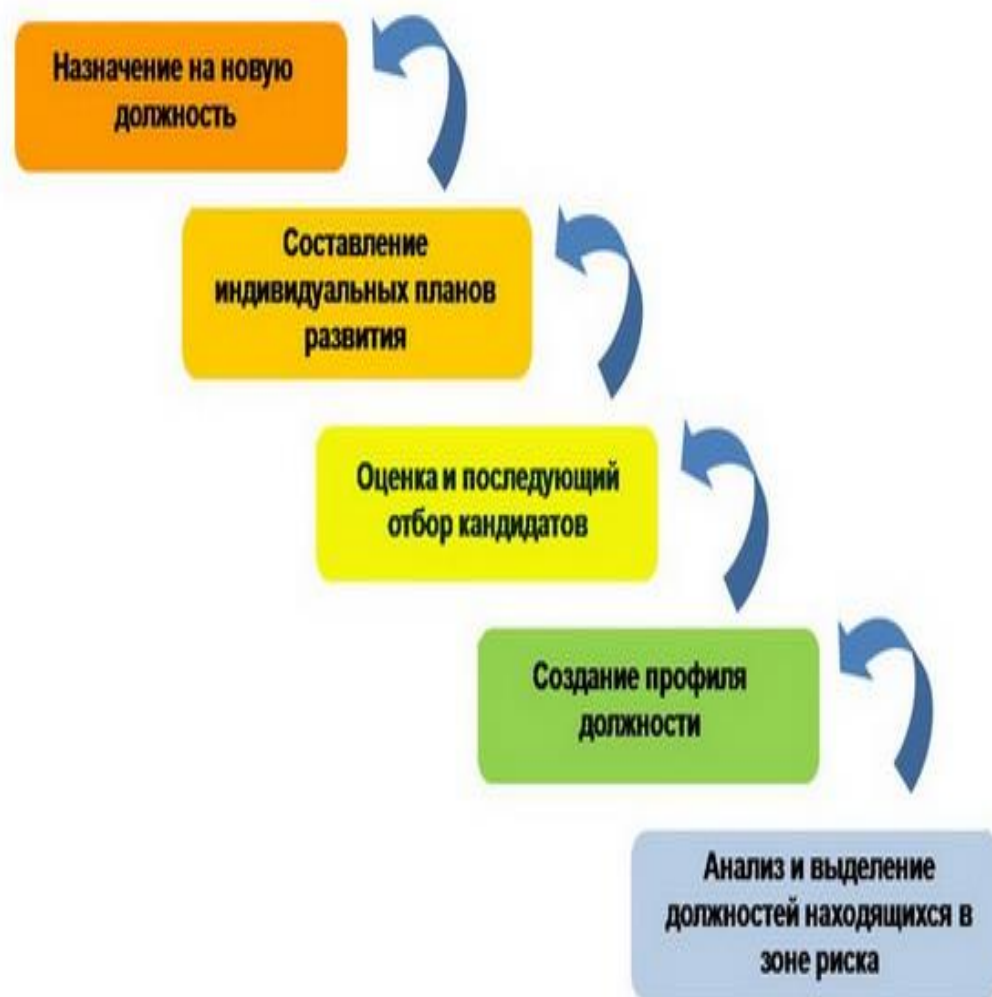 Назначение на новую
должность
Составление
индивидуальных планов
развития
Оценка и последующий
отбор кандидатов
Создание профиля
должности
Анализ и выделение
должностей находящихся в
зоне риска